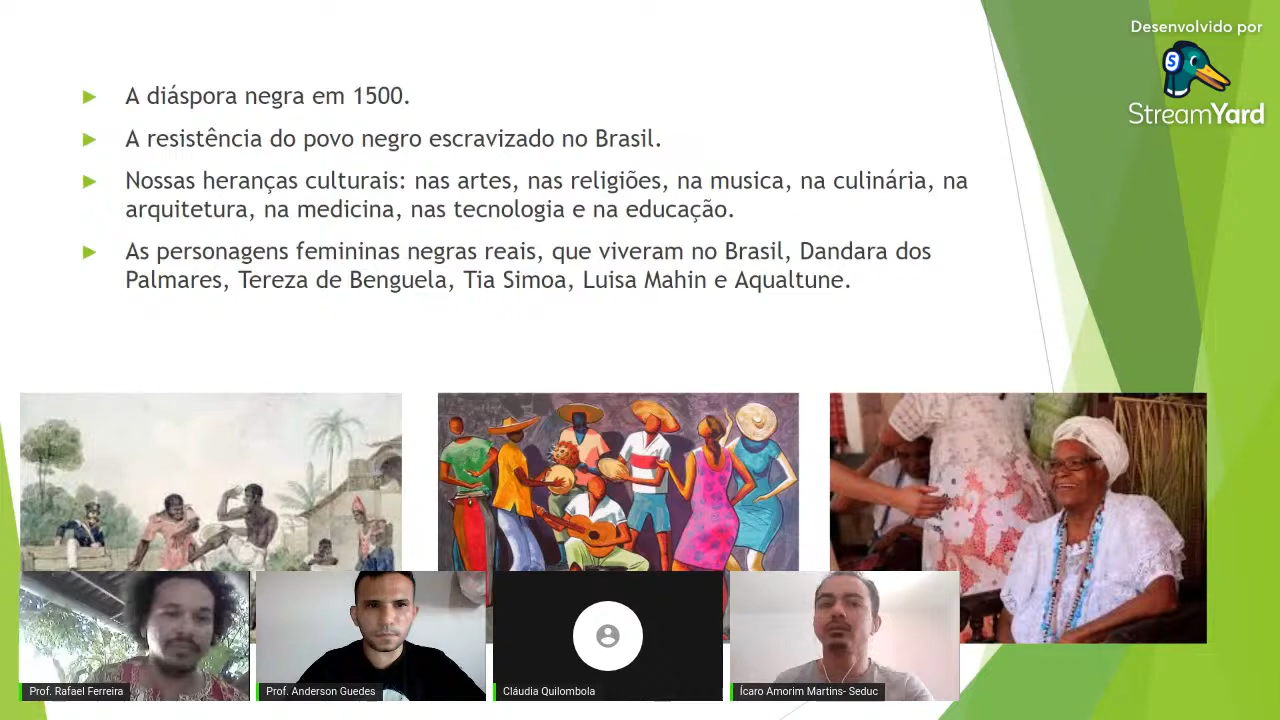 Desenvolvido por
StreamYard
A diáspora negra em 1500.
A resistência do povo negro escravizado no Brasil.
Nossas heranças culturais: nas artes, nas religiões, na musica, na culinária, na
arquitetura, na medicina, nas tecnologia e na educação.
As personagens femininas negras reais, que viveram no Brasil, Dandara dos
Palmares, Tereza de Benguela, Tia Simoa, Luisa Mahin e Aqualtune.
Prof. Rafael Ferreira
Prof. Anderson Guedes
Cláudia Quilombola
Ícaro Amorim Martins- Seduc